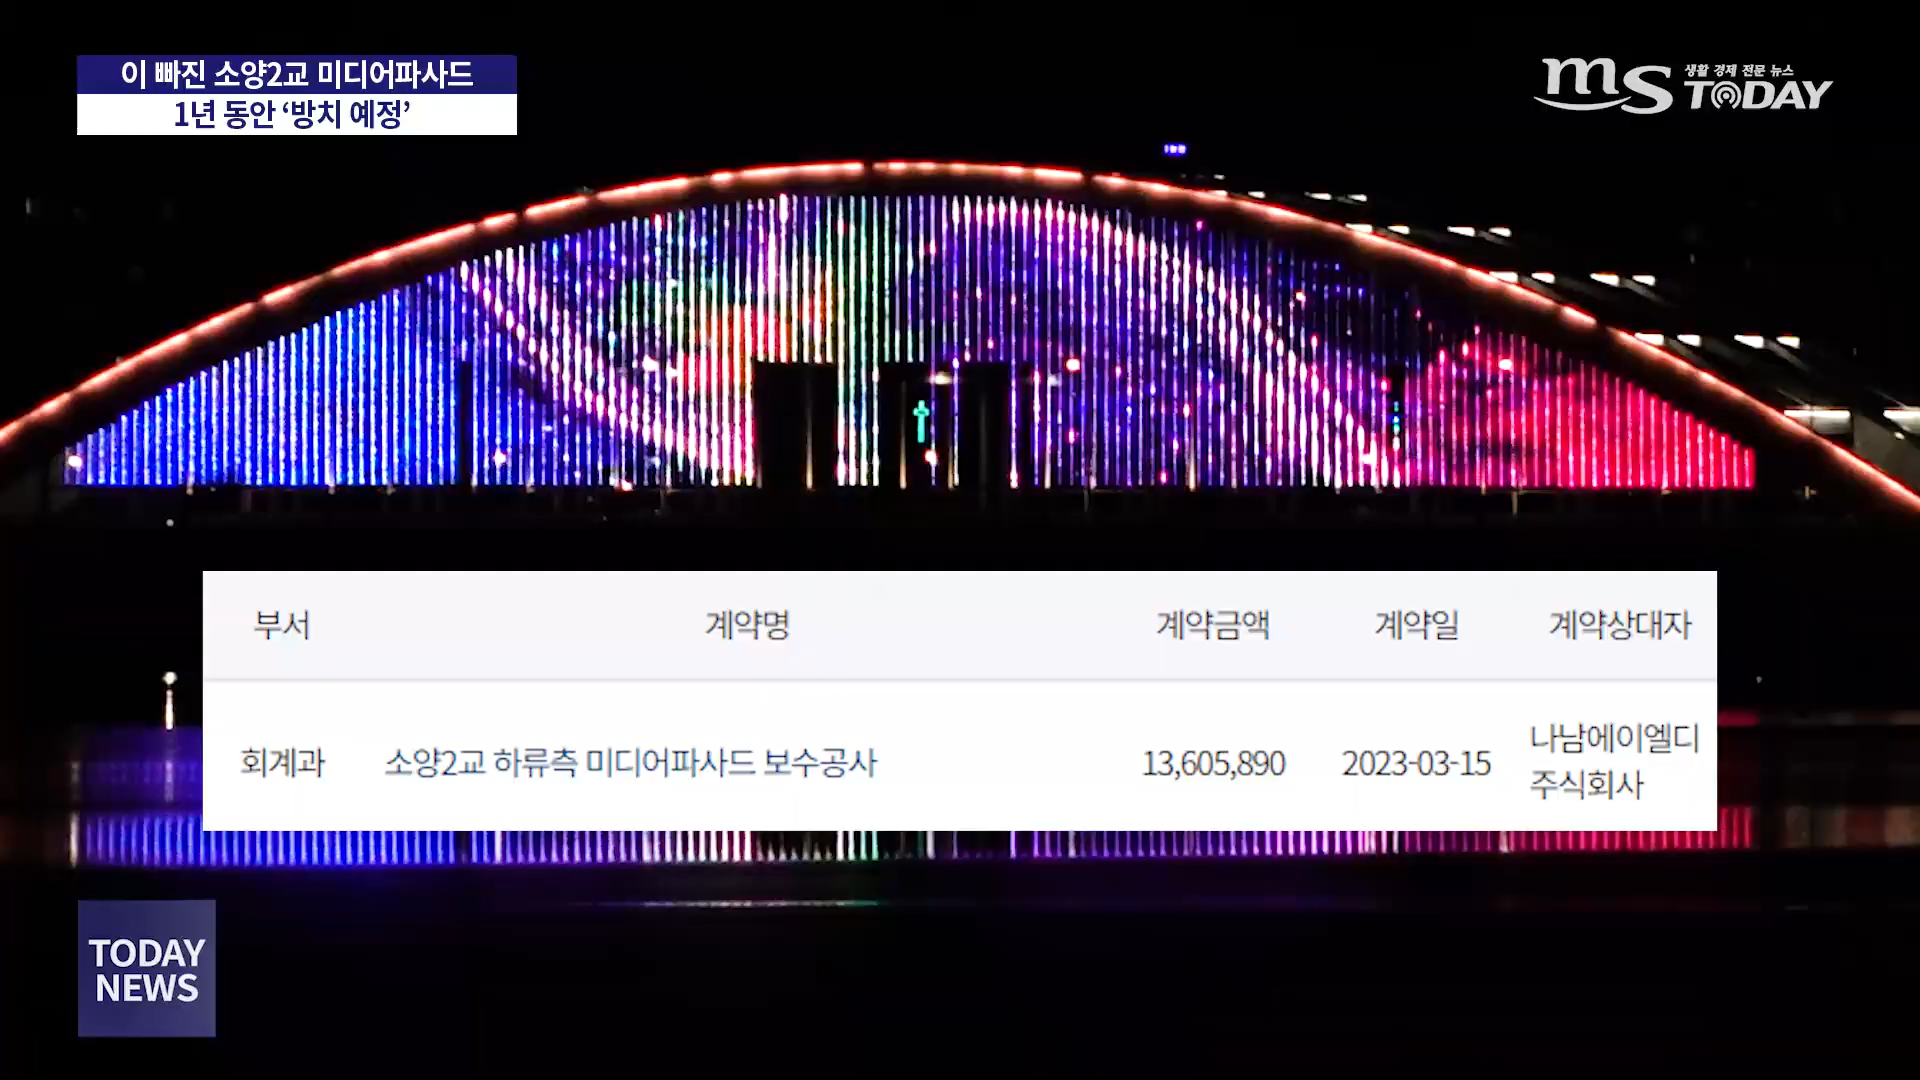 이 빠진 소양2교 미디어파사드
1년 동안 ‘방치 예정’
생활 경제 전문 뉴스
MS TODAY
부서 계약명 계약금액 계약일 계약상대자
회계과 소양2교 하류측 미디어파사드 보수공사 13,605,890 2023-03-15 나남에이엘디
주식회사
TODAY
NEWS